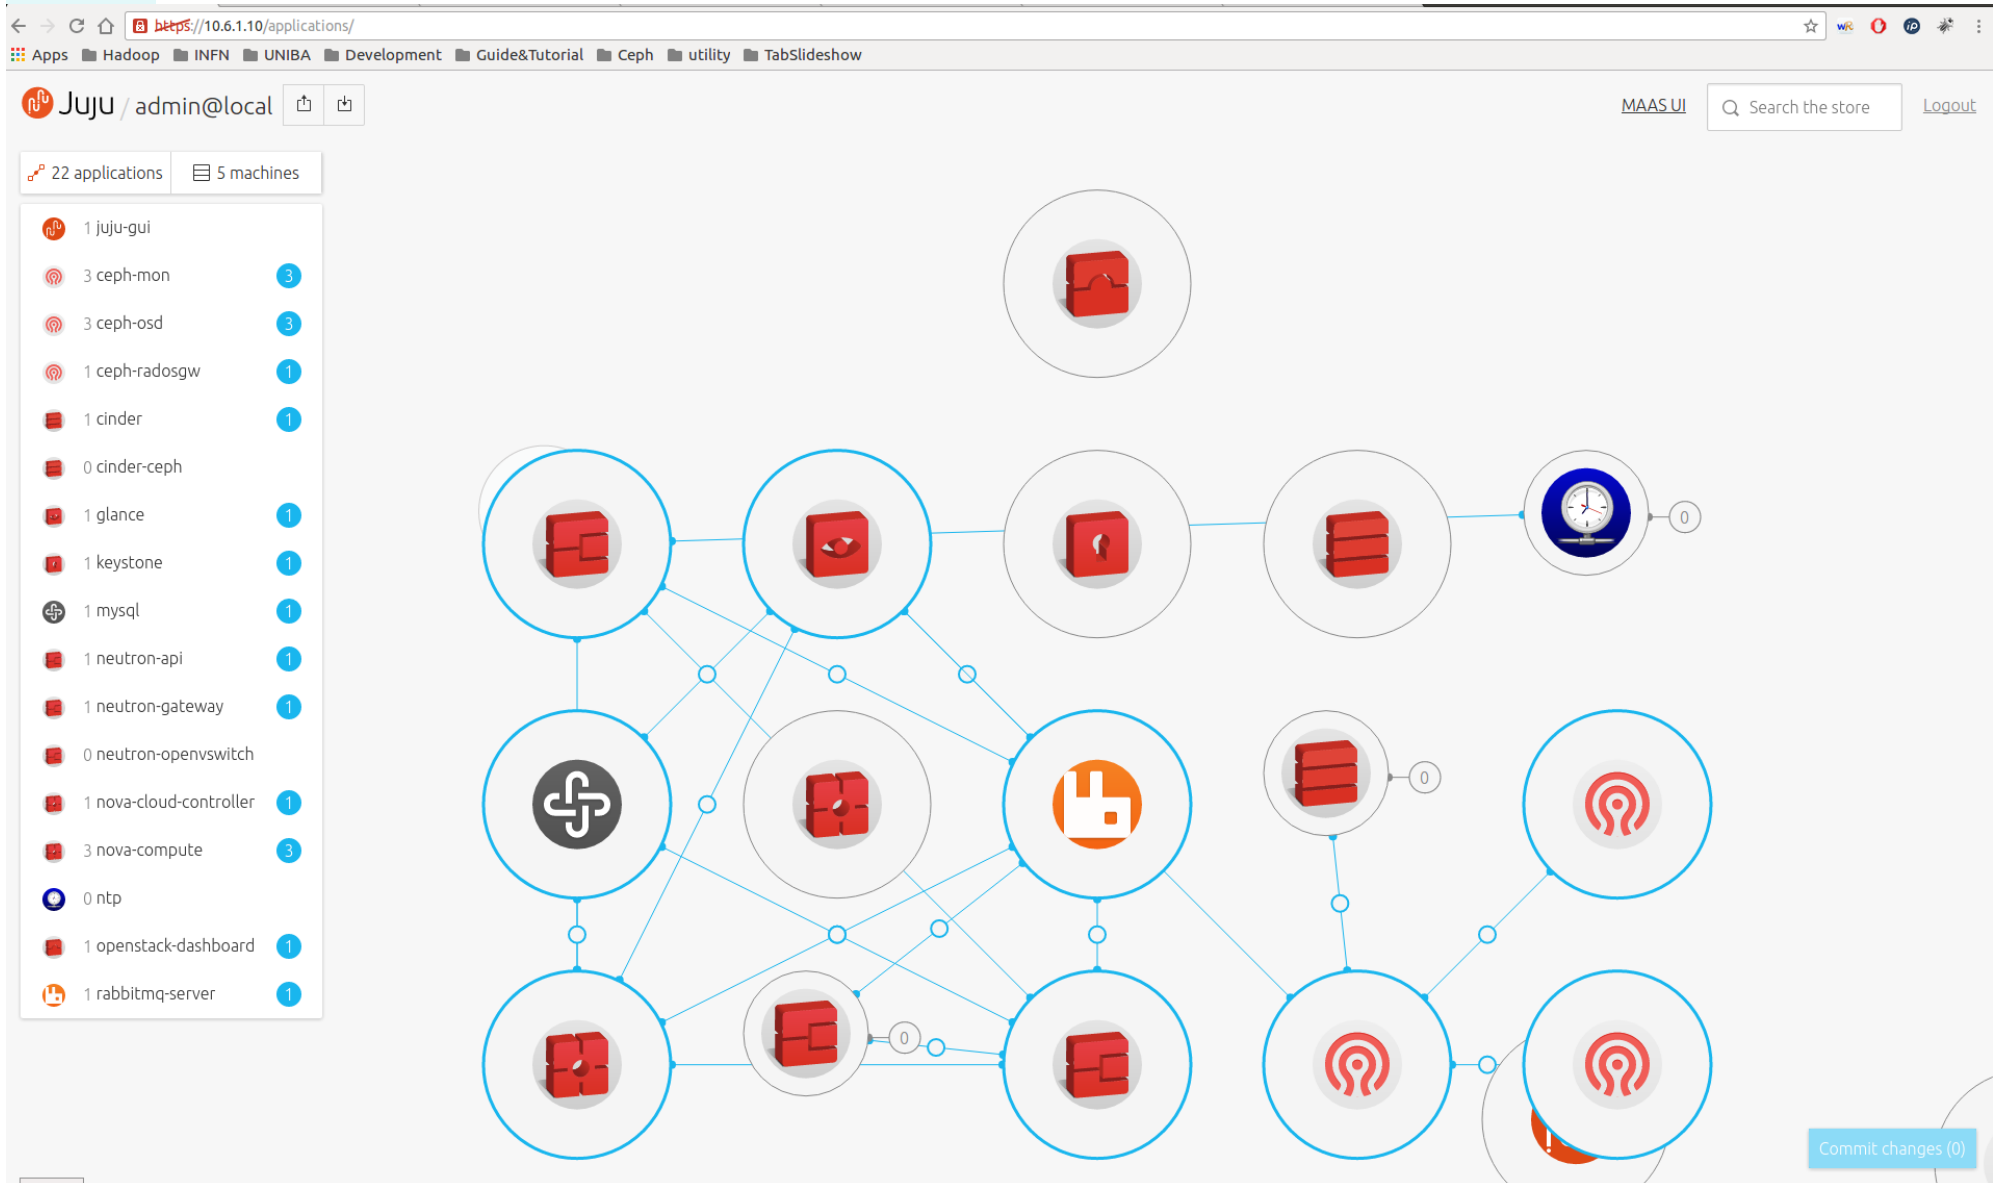 https://10.6.1.10/applications/
Apps Hadoop INFN UNIBA Development Guide&Tutorial Ceph utility TabSlideshow
Juju / admin@local
MAAS UI
Search the store
Logout
22 applications
5 machines
1 juju-gui
3 ceph-mon 3
3 ceph-osd 3
1 ceph-radosgw 1
1 cinder 1
0 cinder-ceph
1 glance 1
1 keystone 1
1 mysql 1
1 neutron-api 1
1 neutron-gateway 1
0 neutron-openvswitch
1 nova-cloud-controller 1
3 nova-compute 3
0 ntp
1 openstack-dashboard 1
1 rabbitmq-server 1
0
0
0
Commit changes (0)